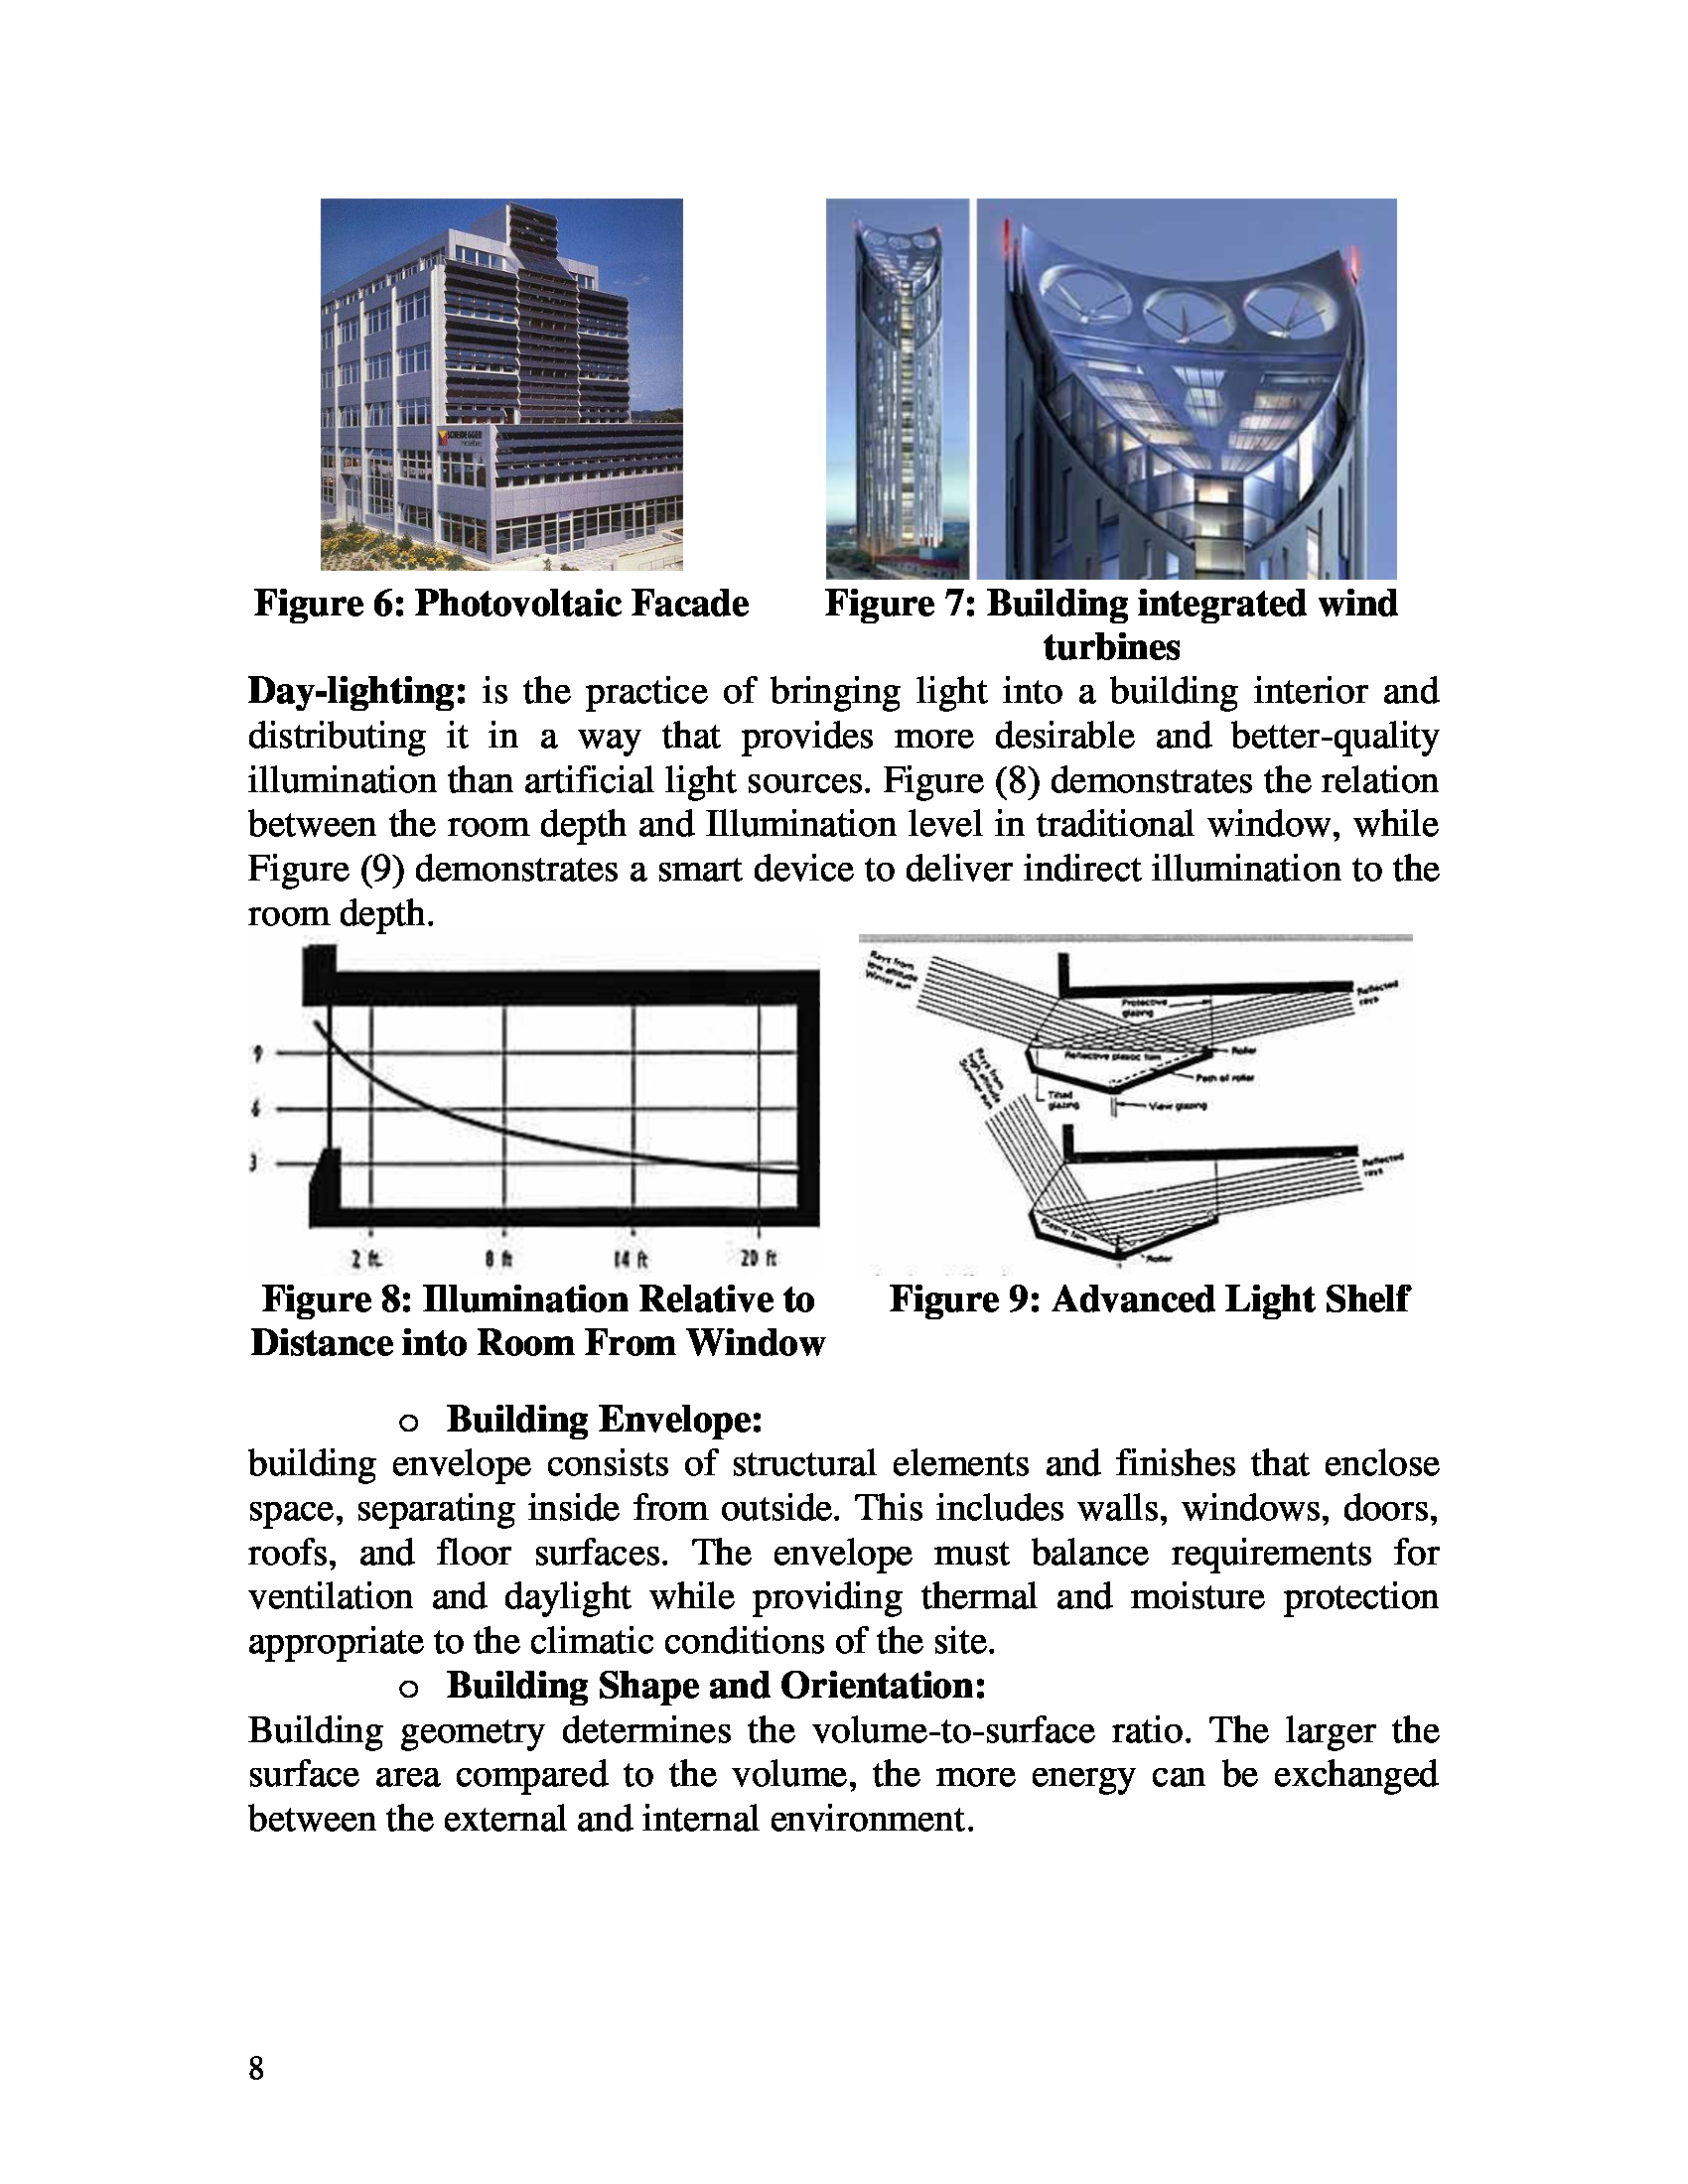 SCHEIDEGGER
Figure 6: Photovoltaic Facade
Figure 7: Building integrated wind
turbines
Day-lighting: is the practice of bringing light into a building interior and
distributing it in a way that provides more desirable and better-quality
illumination than artificial light sources. Figure (8) demonstrates the relation
between the room depth and Illumination level in traditional window, while
Figure (9) demonstrates a smart device to deliver indirect illumination to the
room depth.
9
6
3
2 ft.
8 ft
14 ft
20 ft
Rays from
low altitude
Winter sun
Protective
glazing
Reflected
rays
Reflective plastic film
Roller
Path of roller
Tilted
glazing
View glazing
Rays from
high altitude
Summer sun
Reflected
rays
Plastic film
Roller
Figure 8: Illumination Relative to
Distance into Room From Window
Figure 9: Advanced Light Shelf
o Building Envelope:
building envelope consists of structural elements and finishes that enclose
space, separating inside from outside. This includes walls, windows, doors,
roofs, and floor surfaces. The envelope must balance requirements for
ventilation and daylight while providing thermal and moisture protection
appropriate to the climatic conditions of the site.
o Building Shape and Orientation:
Building geometry determines the volume-to-surface ratio. The larger the
surface area compared to the volume, the more energy can be exchanged
between the external and internal environment.
8